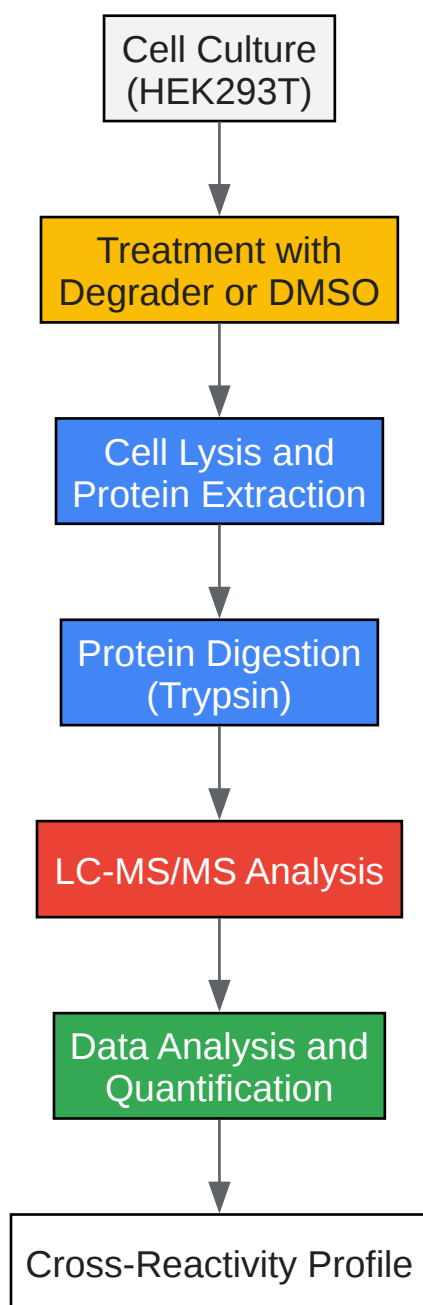 Cell Culture
(HEK293T)
Treatment with
Degrader or DMSO
Cell Lysis and
Protein Extraction
Protein Digestion
(Trypsin)
LC-MS/MS Analysis
Data Analysis and
Quantification
Cross-Reactivity Profile